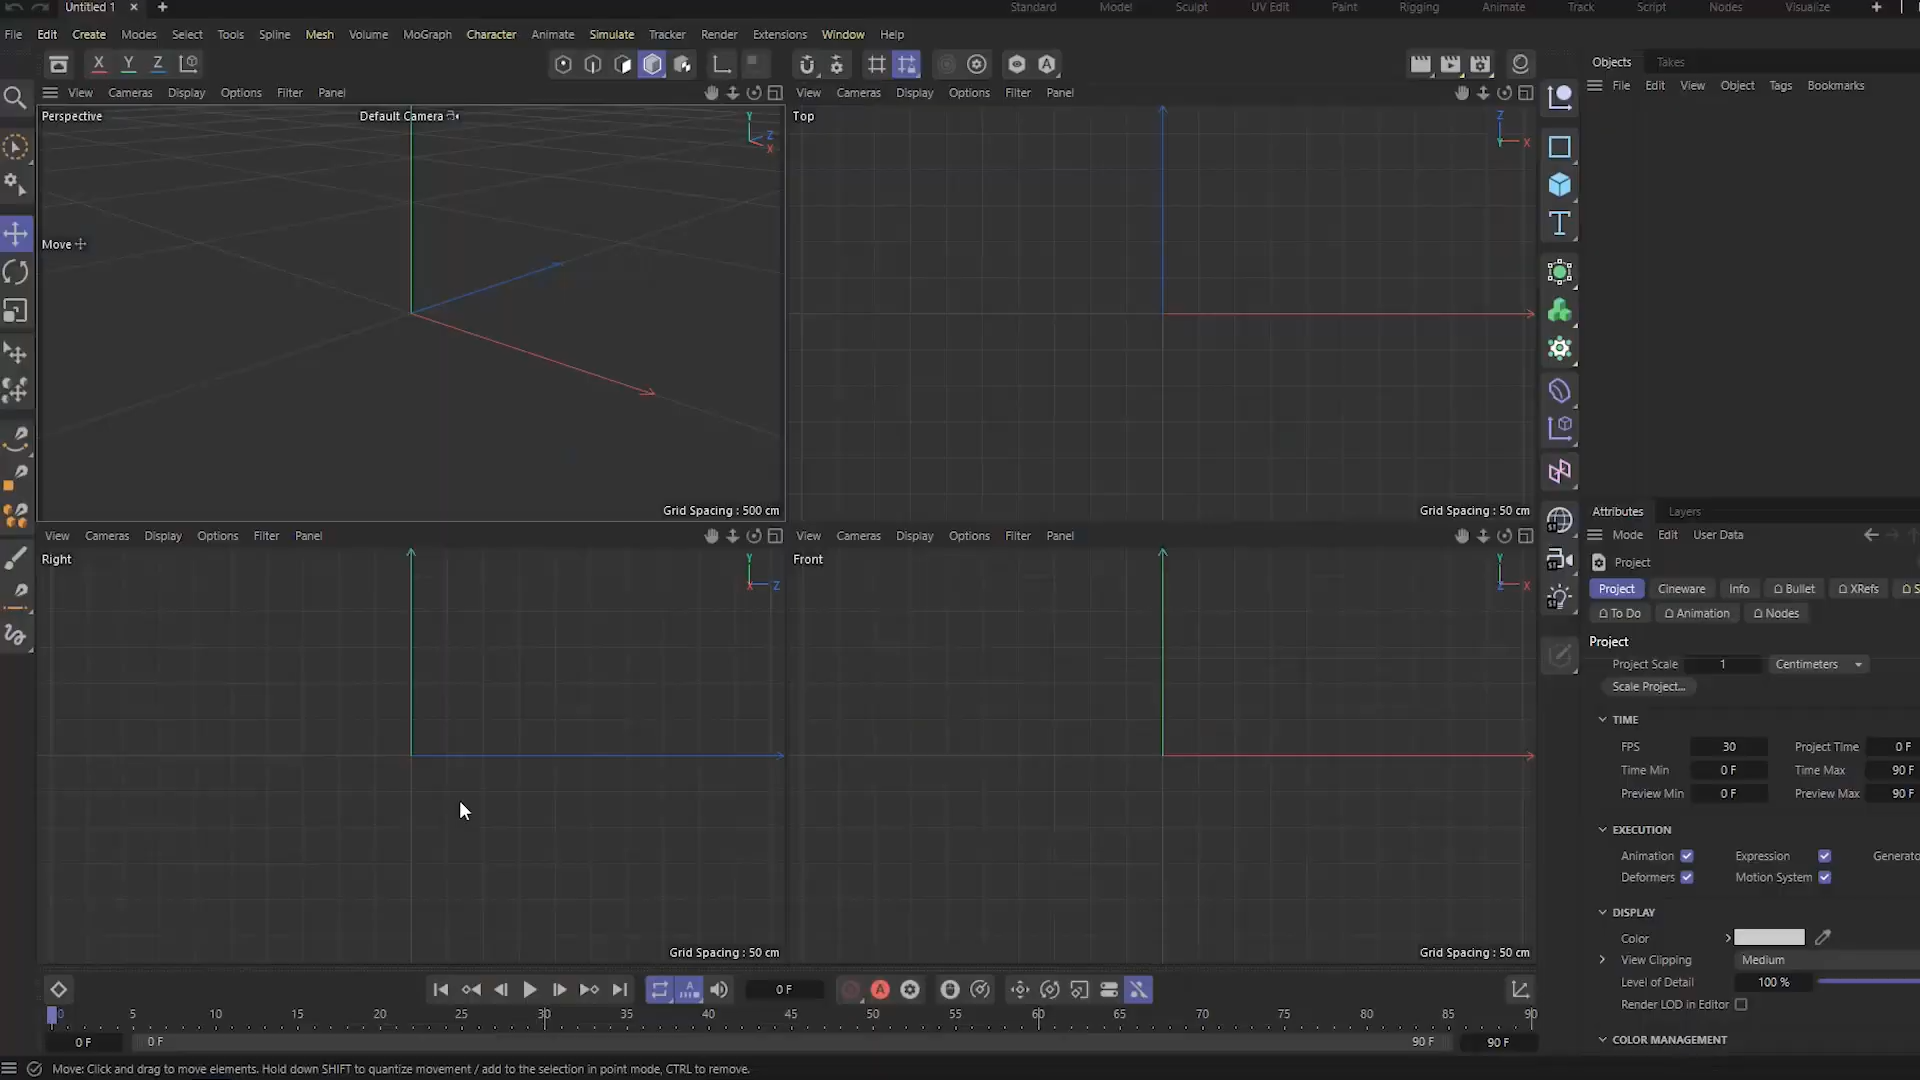 Untitled 1
Standard Model Sculpt UV Edit Paint Rigging Animate Track Script Nodes Visualize
File Edit Create Modes Select Tools Spline Mesh Volume MoGraph Character Animate Simulate Tracker Render Extensions Window Help
X Y Z
Objects Takes
File Edit View Object Tags Bookmarks
View Cameras Display Options Filter Panel
View Cameras Display Options Filter Panel
Perspective
Default Camera
Y
Z
X
Top
Z
Y X
Move
Grid Spacing : 500 cm
Grid Spacing : 50 cm
View Cameras Display Options Filter Panel
View Cameras Display Options Filter Panel
Right
Y
X Z
Front
Y
Z X
Grid Spacing : 50 cm
Grid Spacing : 50 cm
Attributes Layers
Mode Edit User Data
Project
Project Cineware Info Bullet XRefs S
To Do Animation Nodes
Project
Project Scale 1 Centimeters
Scale Project...
TIME
FPS 30 Project Time 0 F
Time Min 0 F Time Max 90 F
Preview Min 0 F Preview Max 90 F
EXECUTION
Animation Expression Generato
Deformers Motion System
DISPLAY
Color
View Clipping Medium
Level of Detail 100 %
Render LOD in Editor
COLOR MANAGEMENT
0 F
0 5 10 15 20 25 30 35 40 45 50 55 60 65 70 75 80 85 90
0 F 0 F 90 F 90 F
Move: Click and drag to move elements. Hold down SHIFT to quantize movement / add to the selection in point mode, CTRL to remove.